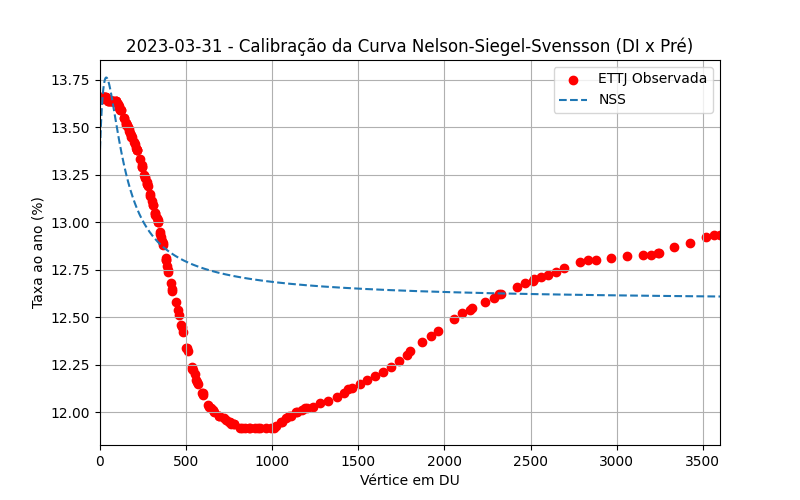 2023-03-31 - Calibração da Curva Nelson-Siegel-Svensson (DI x Pré)
ETTJ Observada
NSS
Taxa ao ano (%)
13.75
13.50
13.25
13.00
12.75
12.50
12.25
12.00
0 500 1000 1500 2000 2500 3000 3500
Vértice em DU